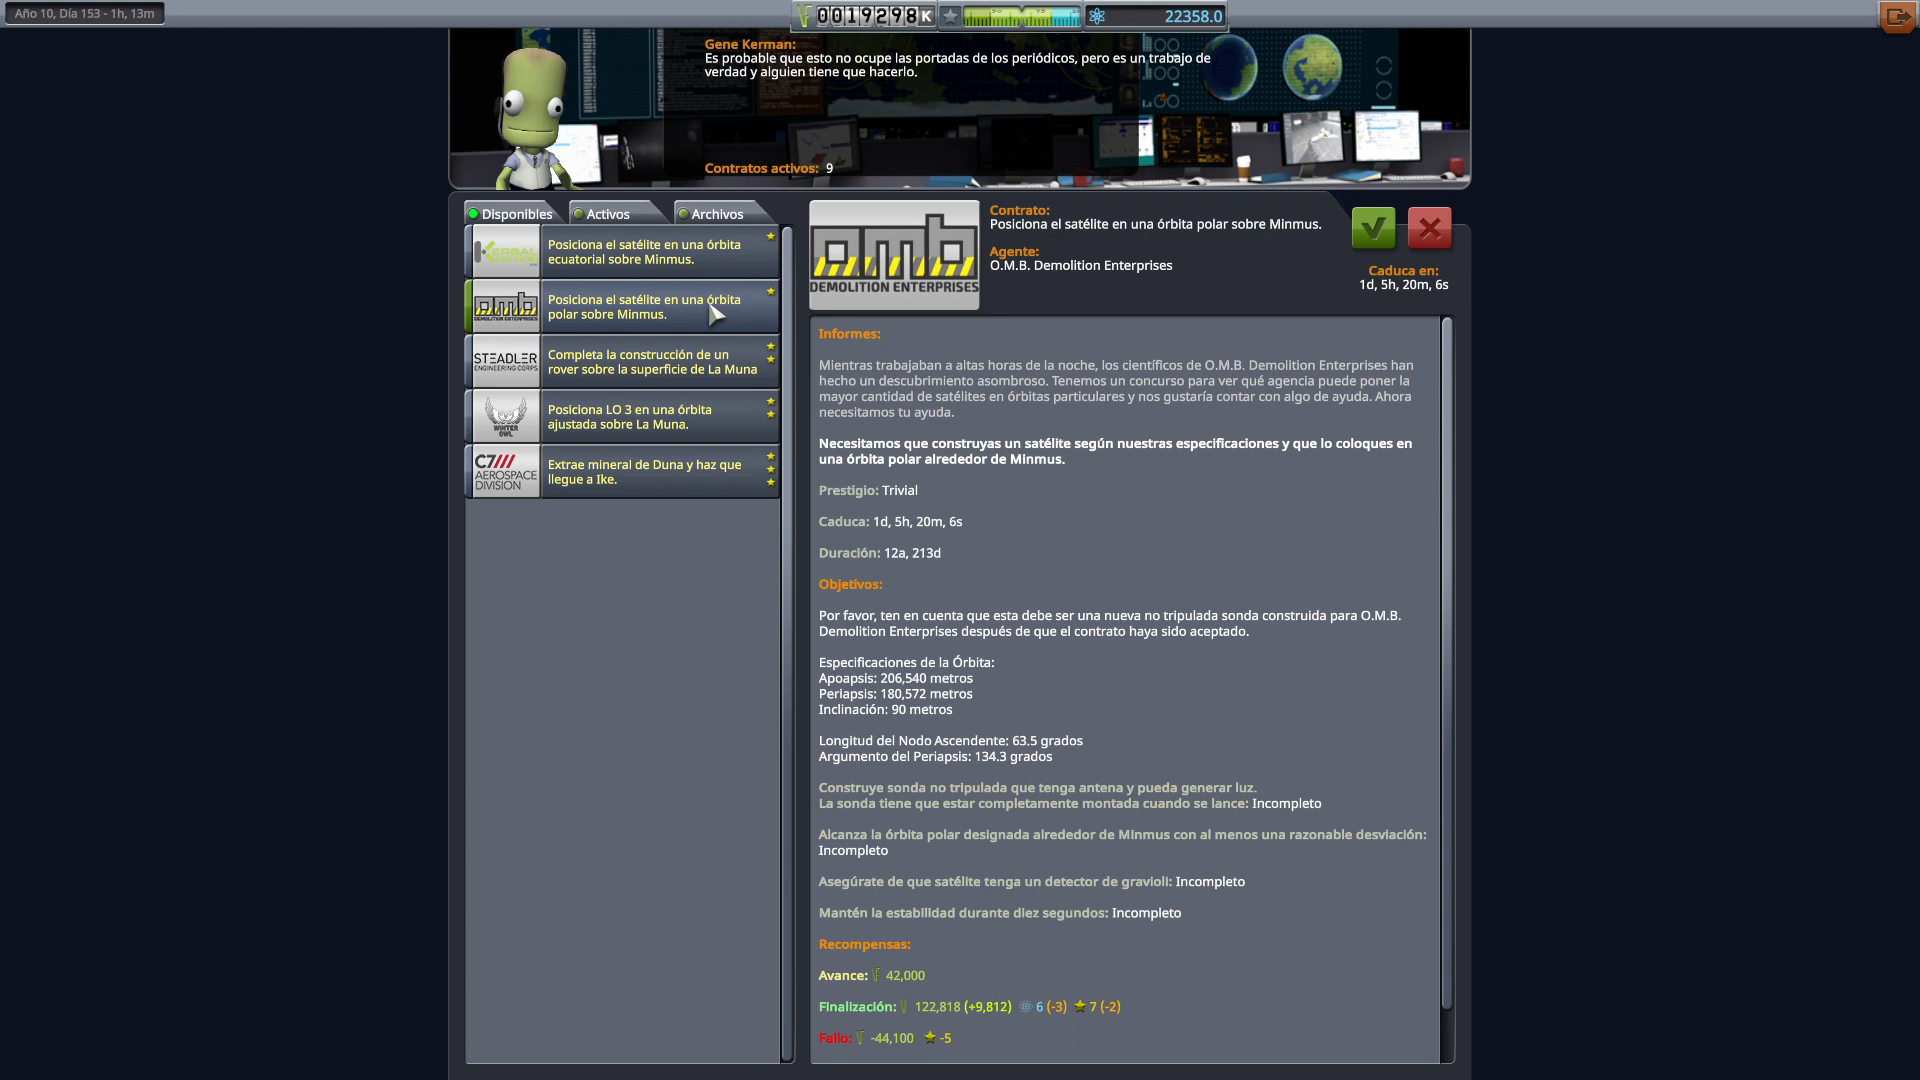 Año 10, Día 153 - 1h, 13m
0019298K
22358.0
Gene Kerman:
Es probable que esto no ocupe las portadas de los periódicos, pero es un trabajo de
verdad y alguien tiene que hacerlo.
Contratos activos: 9
Disponibles
Activos
Archivos
Posiciona el satélite en una órbita
ecuatorial sobre Minmus.
omb
DEMOLITION ENTERPRISES
Posiciona el satélite en una órbita
polar sobre Minmus.
STEADLER
ENGINEERING CORPS
Completa la construcción de un
rover sobre la superficie de La Muna
WINTER
OWL
Posiciona LO 3 en una órbita
ajustada sobre La Muna.
C7///
AEROSPACE
DIVISION
Extrae mineral de Duna y haz que
llegue a Ike.
omb
DEMOLITION ENTERPRISES
Contrato:
Posiciona el satélite en una órbita polar sobre Minmus.
Agente:
O.M.B. Demolition Enterprises
Caduca en:
1d, 5h, 20m, 6s
Informes:
Mientras trabajaban a altas horas de la noche, los científicos de O.M.B. Demolition Enterprises han
hecho un descubrimiento asombroso. Tenemos un concurso para ver qué agencia puede poner la
mayor cantidad de satélites en órbitas particulares y nos gustaría contar con algo de ayuda. Ahora
necesitamos tu ayuda.
Necesitamos que construyas un satélite según nuestras especificaciones y que lo coloques en
una órbita polar alrededor de Minmus.
Prestigio: Trivial
Caduca: 1d, 5h, 20m, 6s
Duración: 12a, 213d
Objetivos:
Por favor, ten en cuenta que esta debe ser una nueva no tripulada sonda construida para O.M.B.
Demolition Enterprises después de que el contrato haya sido aceptado.
Especificaciones de la Órbita:
Apoapsis: 206,540 metros
Periapsis: 180,572 metros
Inclinación: 90 metros
Longitud del Nodo Ascendente: 63.5 grados
Argumento del Periapsis: 134.3 grados
Construye sonda no tripulada que tenga antena y pueda generar luz.
La sonda tiene que estar completamente montada cuando se lance: Incompleto
Alcanza la órbita polar designada alrededor de Minmus con al menos una razonable desviación:
Incompleto
Asegúrate de que satélite tenga un detector de gravioli: Incompleto
Mantén la estabilidad durante diez segundos: Incompleto
Recompensas:
Avance: 42,000
Finalización: 122,818 (+9,812) 6 (-3) 7 (-2)
Fallo: -44,100 -5